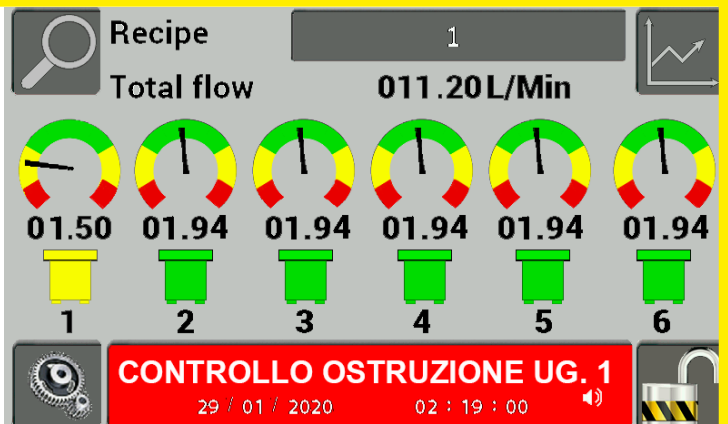 Recipe 1
Total flow 011.20 L/Min
01.50 01.94 01.94 01.94 01.94 01.94
1 2 3 4 5 6
CONTROLLO OSTRUZIONE UG. 1
29 / 01 / 2020 02 : 19 : 00